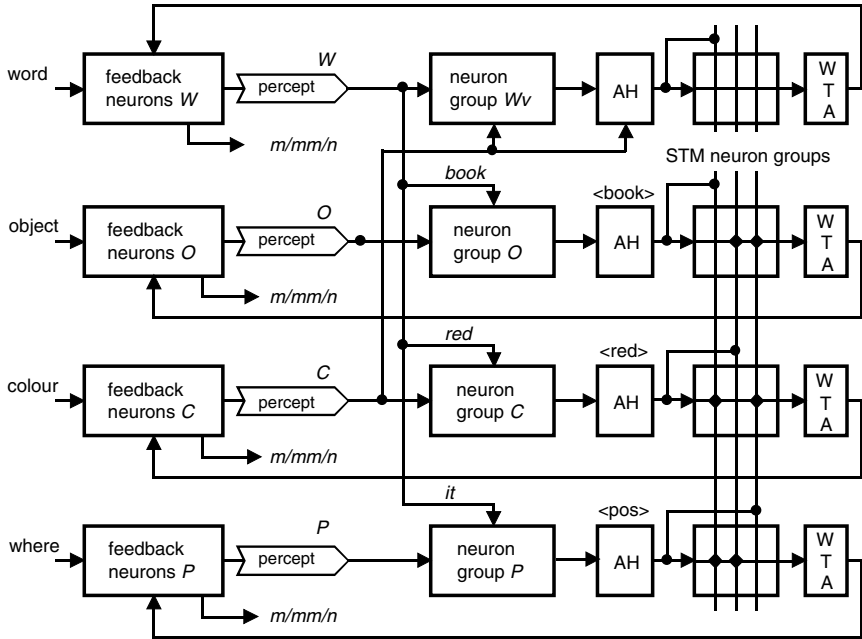 word
feedback
neurons W
percept
W
m/mm/n
neuron
group Wv
AH
W
T
A
STM neuron groups
object
feedback
neurons O
percept
O
m/mm/n
book
neuron
group O
<book>
AH
W
T
A
colour
feedback
neurons C
percept
C
m/mm/n
red
neuron
group C
<red>
AH
W
T
A
where
feedback
neurons P
percept
P
m/mm/n
it
neuron
group P
<pos>
AH
W
T
A